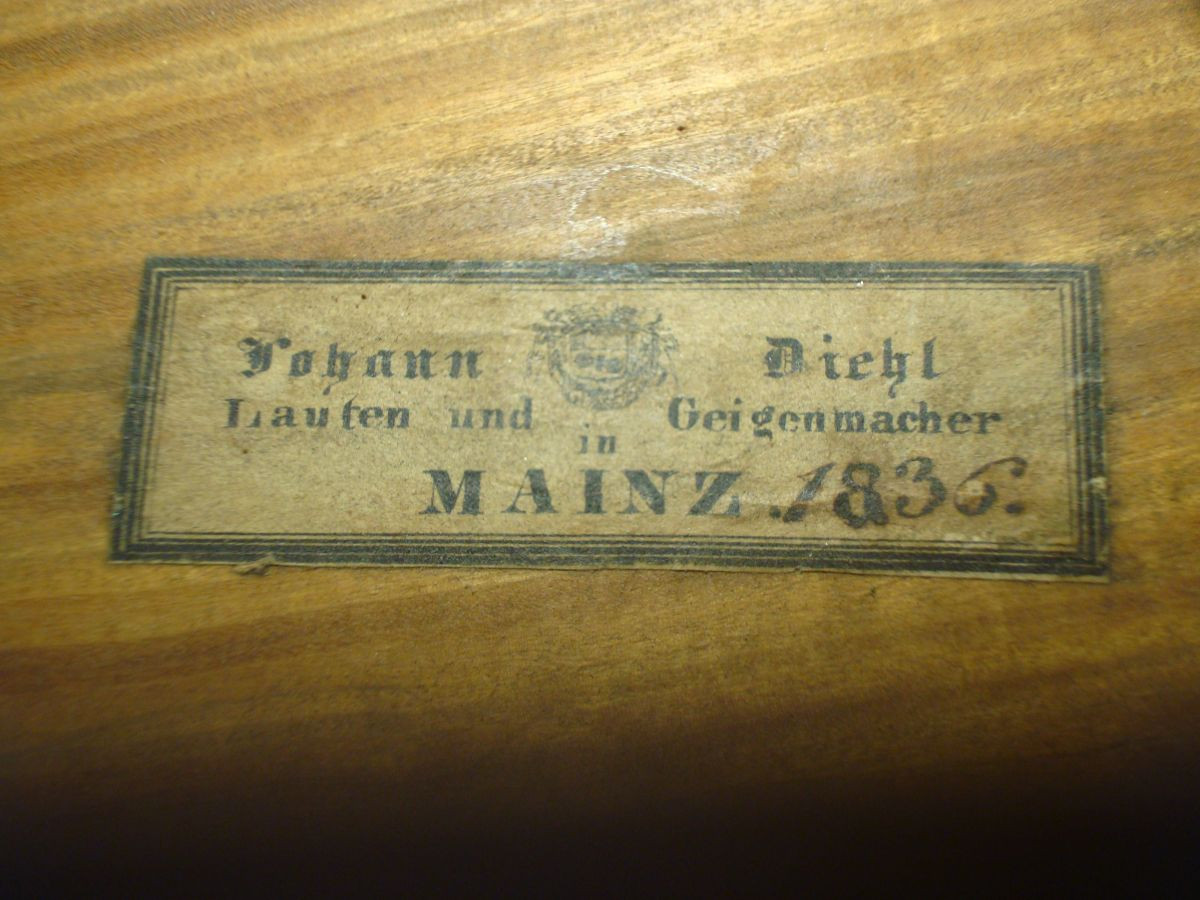 Johann Diehl
Lauten und Geigenmacher
in
MAINZ .1836.